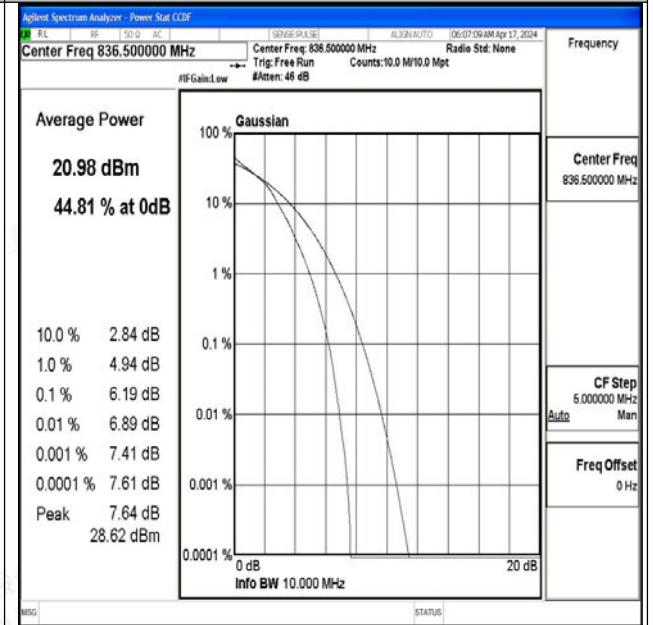 Agilent Spectrum Analyzer - Power Stat CCDF
RL RF 50 Ω AC SENSE:PULSE ALIGN AUTO 06:07:09 AM Apr 17, 2024
Center Freq 836.500000 MHz
Center Freq: 836.500000 MHz Radio Std: None
Trig: Free Run Counts:10.0 M/10.0 Mpt
#IFGain:Low #Atten: 46 dB
Frequency
Average Power
20.98 dBm
44.81 % at 0dB
10.0 % 2.84 dB
1.0 % 4.94 dB
0.1 % 6.19 dB
0.01 % 6.89 dB
0.001 % 7.41 dB
0.0001 % 7.61 dB
Peak 7.64 dB
28.62 dBm
Gaussian
100 %
10 %
1 %
0.1 %
0.01 %
0.001 %
0.0001 %
0 dB 20 dB
Info BW 10.000 MHz
Center Freq
836.500000 MHz
CF Step
5.000000 MHz
Auto Man
Freq Offset
0 Hz
MSG STATUS